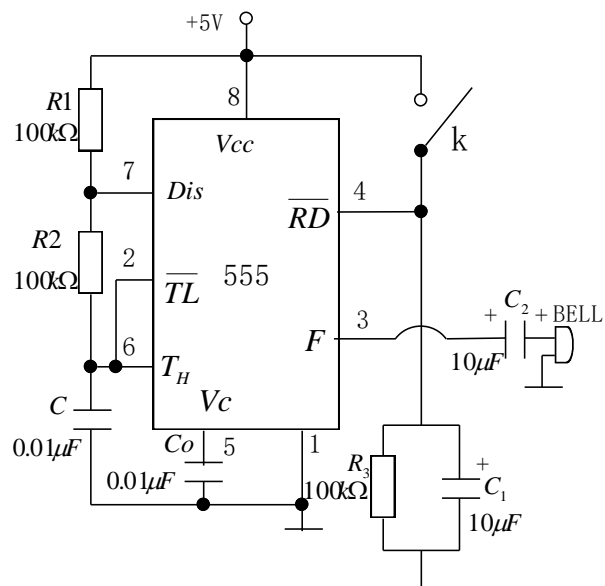 +5V
8
R1
100kΩ
Vcc
k
7
Dis
4
RD
R2
100kΩ
2
TL
555
3
F
C2
+
+
BELL
10μF
6
TH
C
Vc
0.01μF
Co
5
1
0.01μF
R3
100kΩ
+
C1
10μF